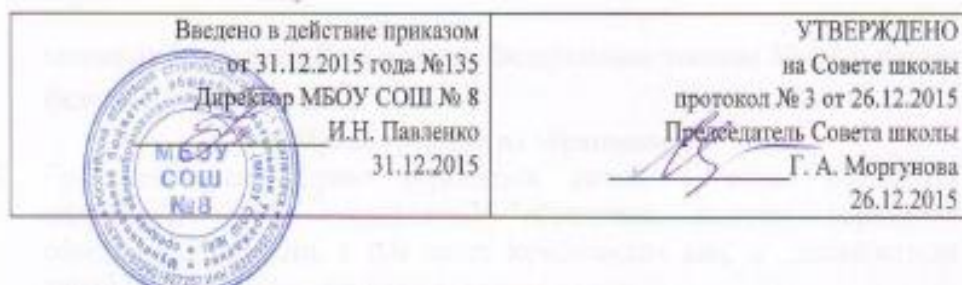 Введено в действие приказом
от 31.12.2015 года №135
Директор МБОУ СОШ № 8
И.Н. Павленко
31.12.2015
МБОУ
СОШ
№8
УТВЕРЖДЕНО
на Совете школы
протокол № 3 от 26.12.2015
Председатель Совета школы
Г. А. Моргунова
26.12.2015